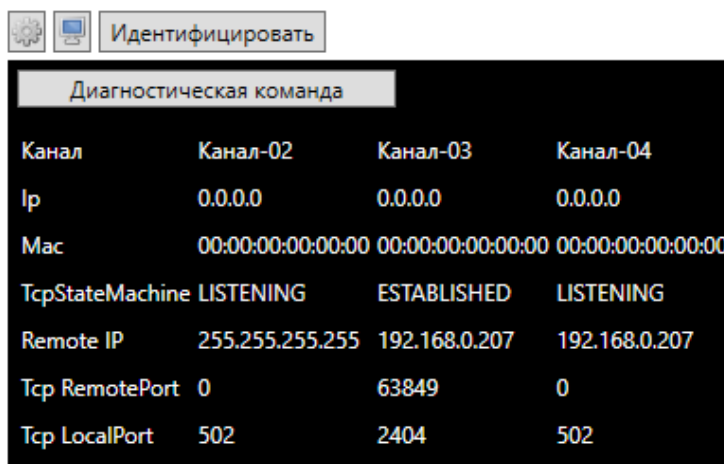 Идентифицировать
Диагностическая команда
Канал Канал-02 Канал-03 Канал-04
Ip 0.0.0.0 0.0.0.0 0.0.0.0
Mac 00:00:00:00:00:00 00:00:00:00:00:00 00:00:00:00:00:00
TcpStateMachine LISTENING ESTABLISHED LISTENING
Remote IP 255.255.255.255 192.168.0.207 192.168.0.207
Tcp RemotePort 0 63849 0
Tcp LocalPort 502 2404 502